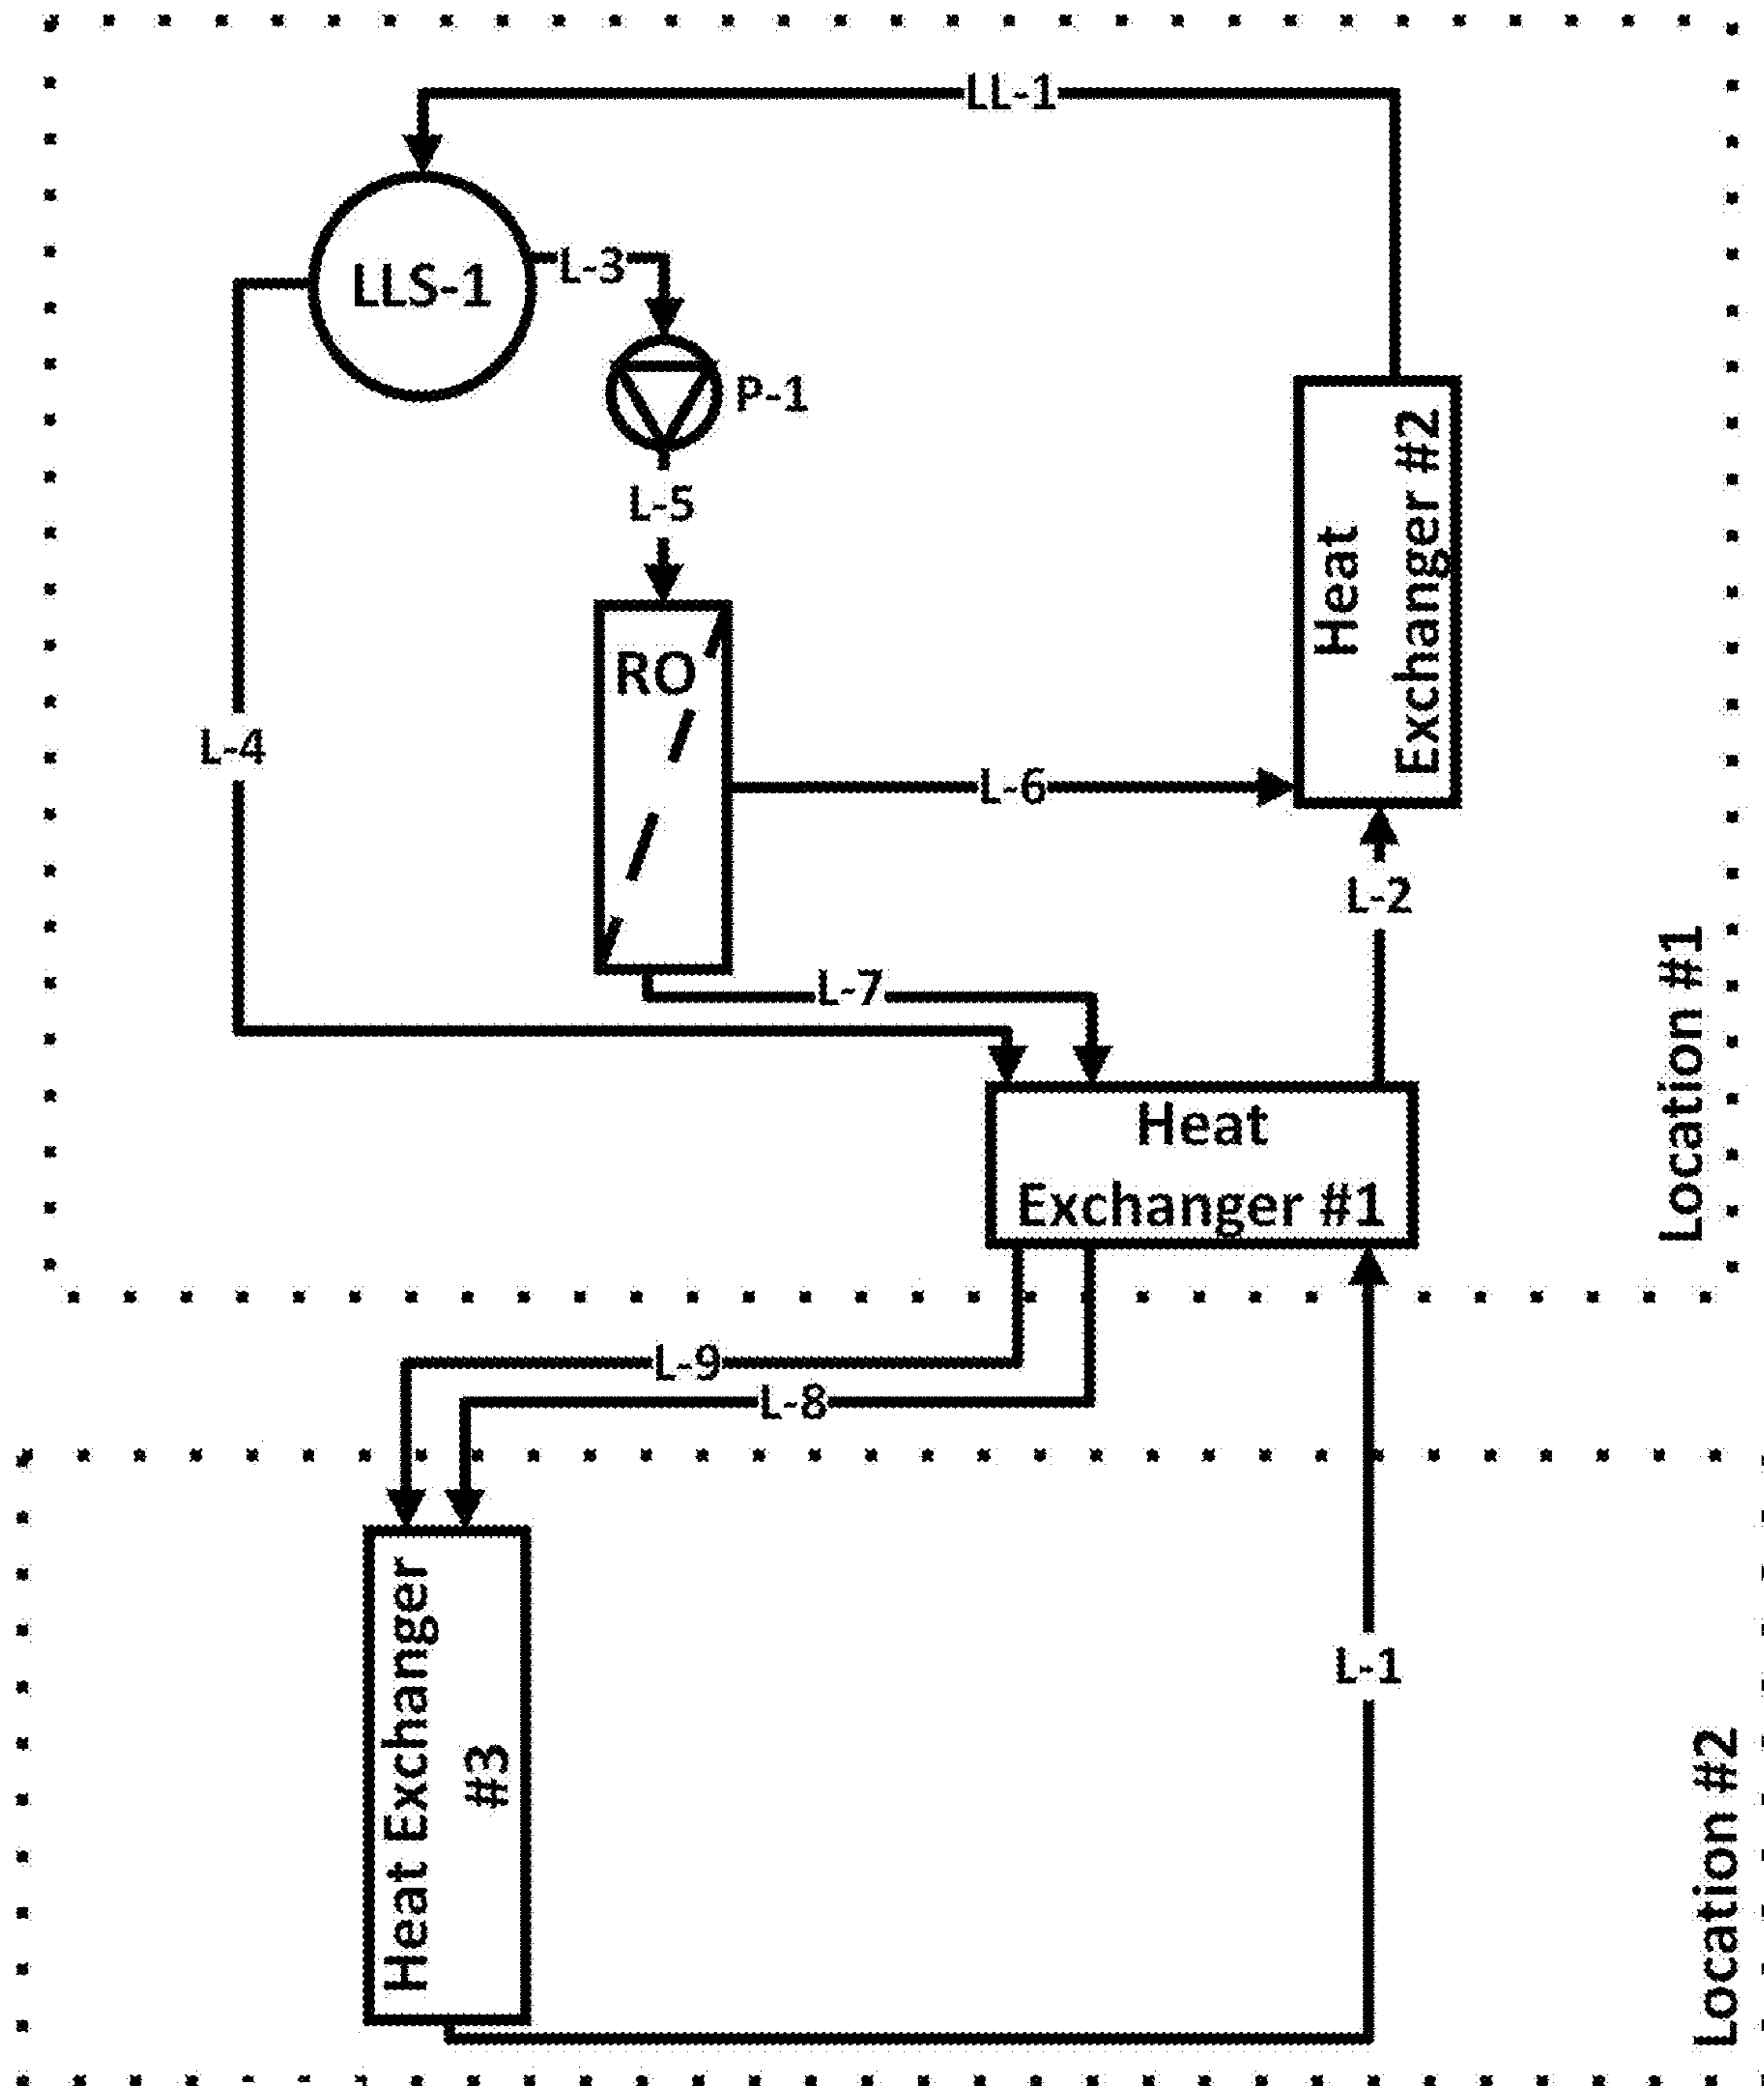 LL-1
LLS-1
L-3
P-1
L-5
Heat
Exchanger #2
RO
L-4
L-6
L-2
L-7
Location #1
Heat
Exchanger #1
L-9
L-8
Heat Exchanger
#3
L-1
Location #2